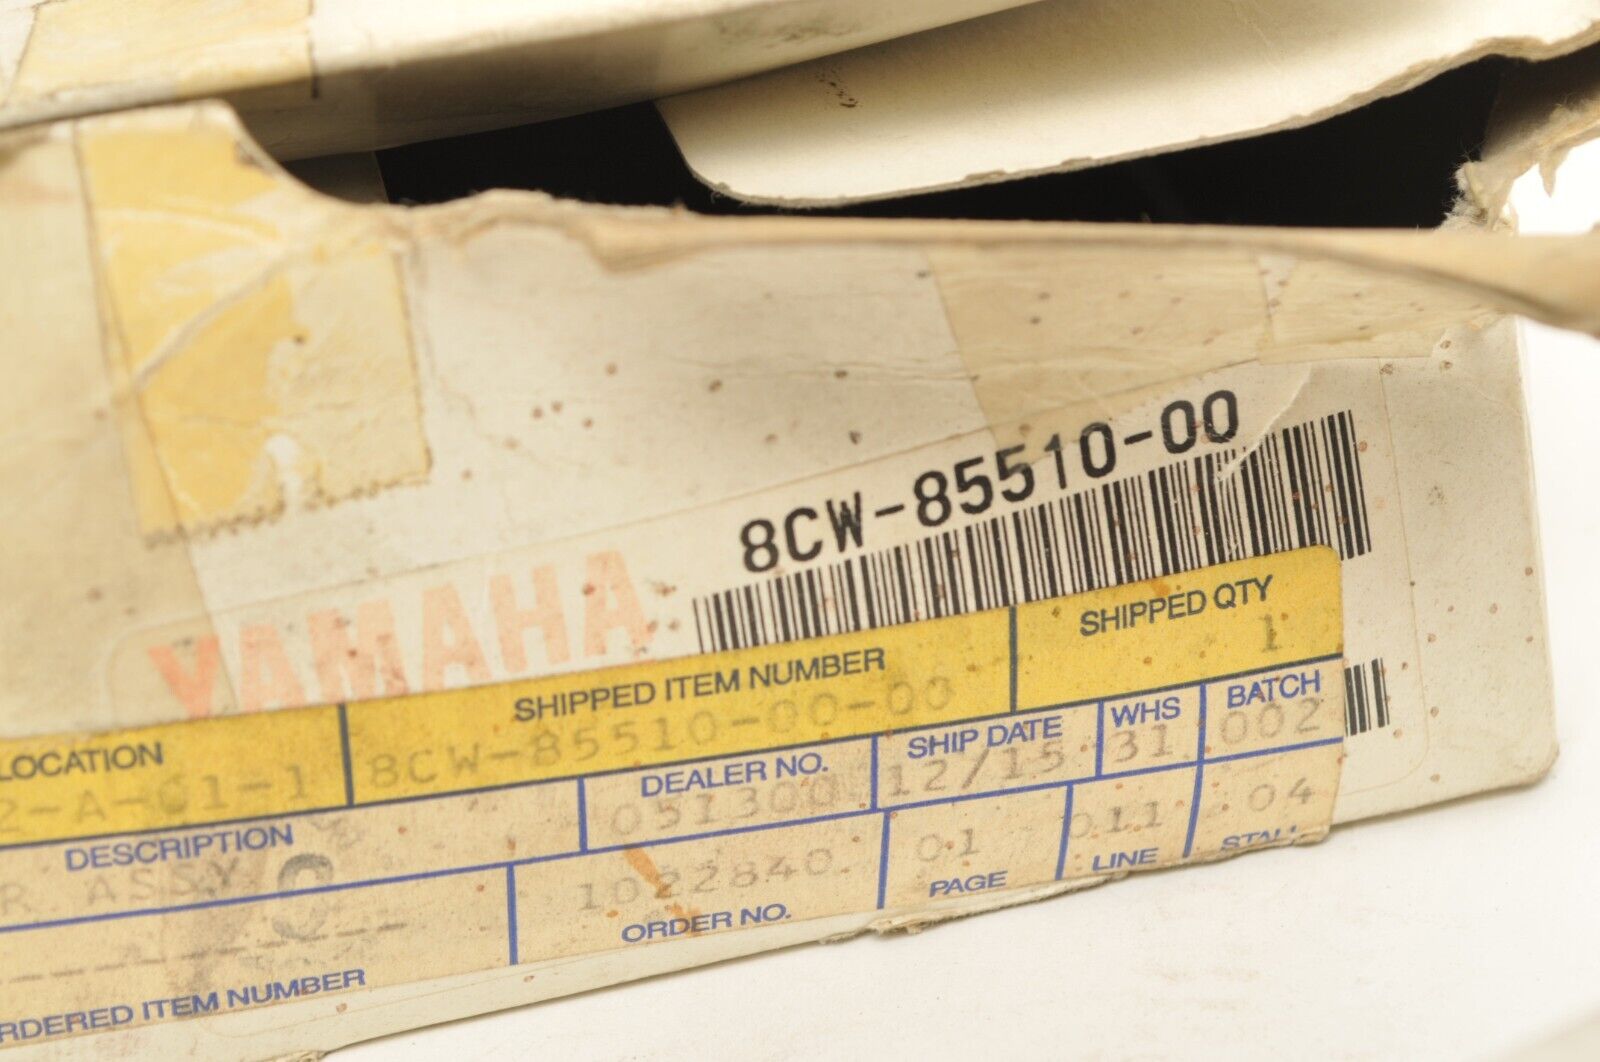 8CW-85510-00
YAMAHA
SHIPPED ITEM NUMBER SHIPPED QTY
LOCATION 8CW-85510-00-00 1
2-A-01-1 DEALER NO. SHIP DATE WHS BATCH
DESCRIPTION 051300 12/15 31 002
R ASSY 1022840 01 011 04
ORDER NO. PAGE LINE STALL
RDERED ITEM NUMBER